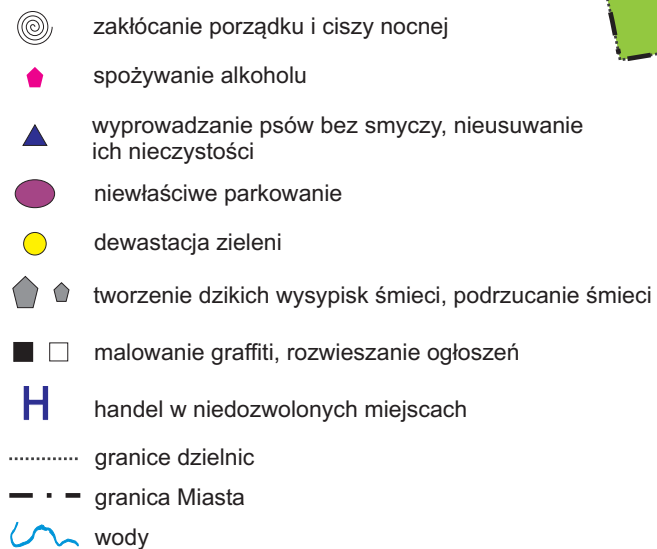 zakłócanie porządku i ciszy nocnej
spożywanie alkoholu
wyprowadzanie psów bez smyczy, nieusuwanie
ich nieczystości
niewłaściwe parkowanie
dewastacja zieleni
tworzenie dzikich wysypisk śmieci, podrzucanie śmieci
malowanie graffiti, rozwieszanie ogłoszeń
H handel w niedozwolonych miejscach
granice dzielnic
granica Miasta
wody